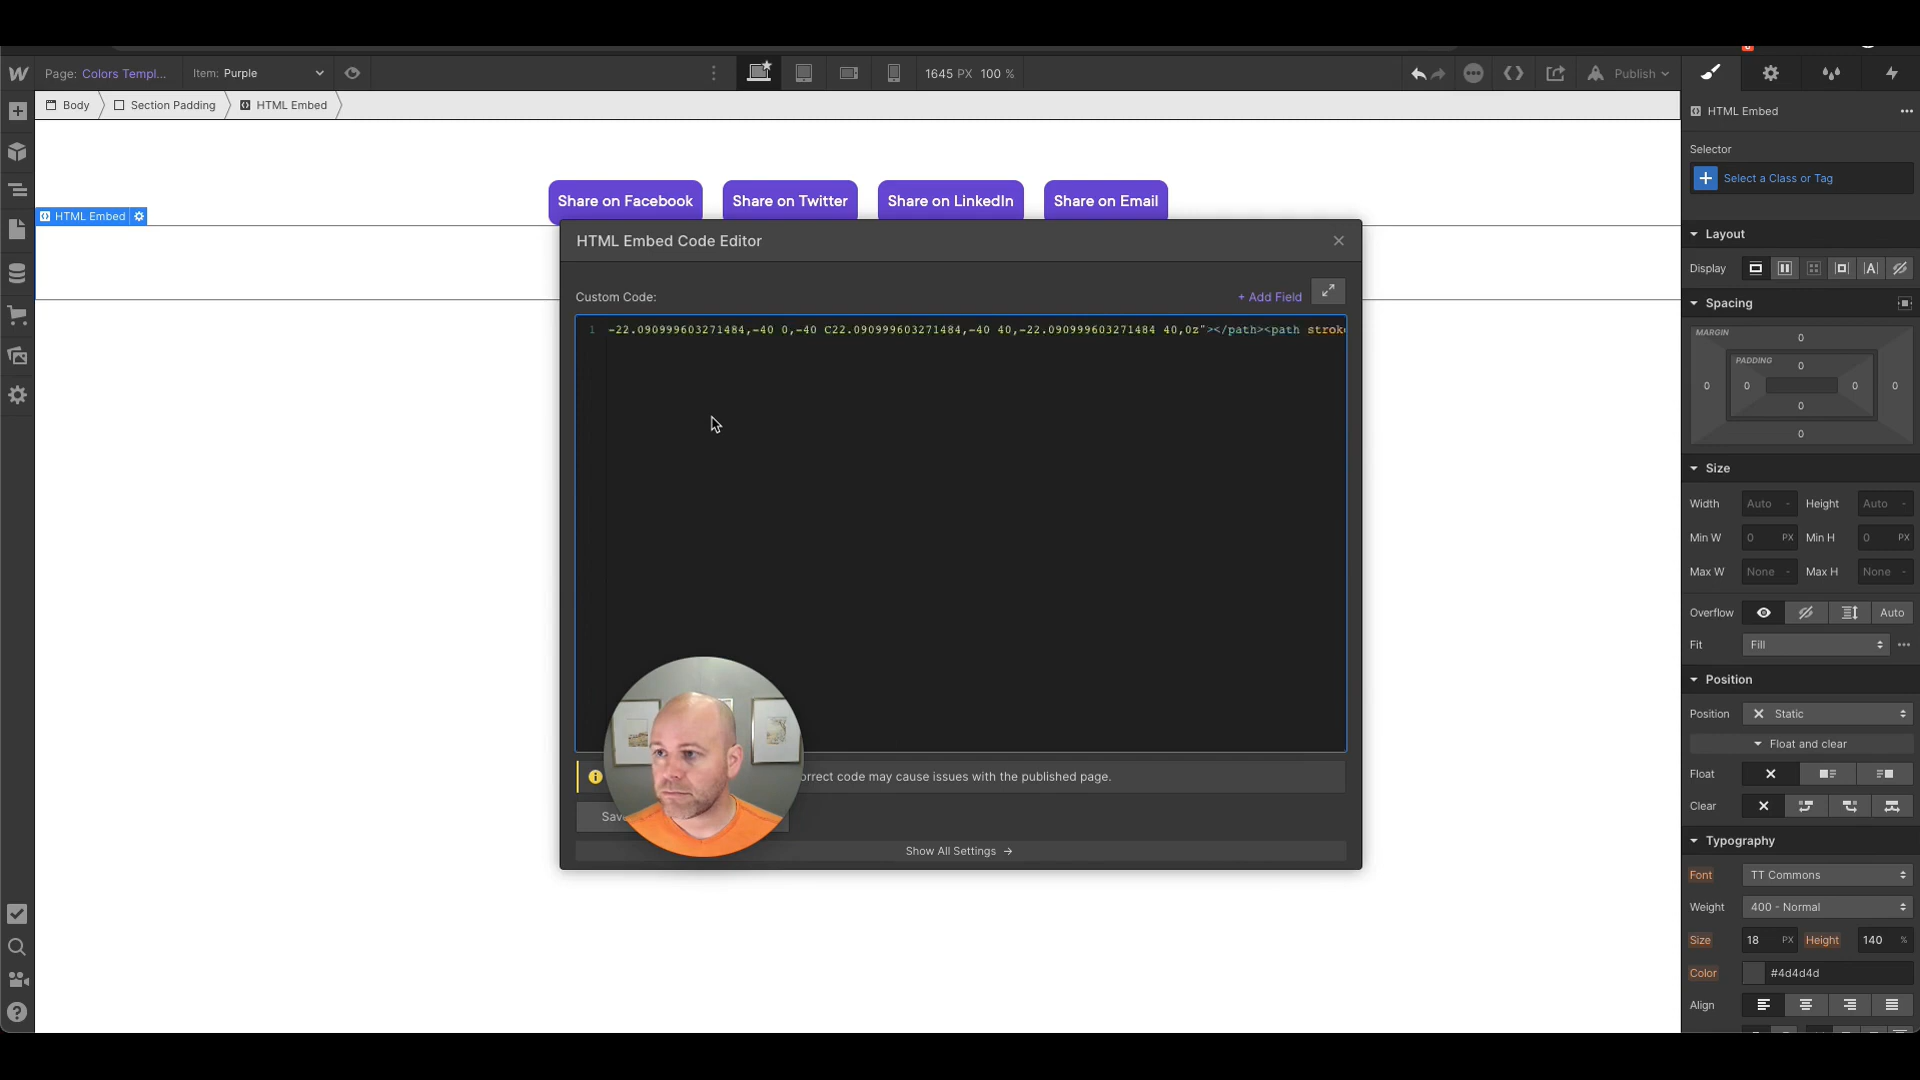 Page: Colors Templ...
Item: Purple
1645 PX 100 %
Publish
Body
Section Padding
HTML Embed
HTML Embed
Selector
Select a Class or Tag
Share on Facebook
Share on Twitter
Share on LinkedIn
Share on Email
HTML Embed
HTML Embed Code Editor
Custom Code:
+ Add Field
1 -22.090999603271484,-40 0,-40 C22.090999603271484,-40 40,-22.090999603271484 40,0z"></path><path strok
orrect code may cause issues with the published page.
Show All Settings →
Layout
Display
Spacing
MARGIN
0
PADDING
0
0 0 0 0
0
0
Size
Width Auto - Height Auto -
Min W 0 PX Min H 0 PX
Max W None - Max H None -
Overflow Auto
Fit Fill
Position
Position Static
Float and clear
Float
Clear
Typography
Font TT Commons
Weight 400 - Normal
Size 18 PX Height 140 %
Color #4d4d4d
Align